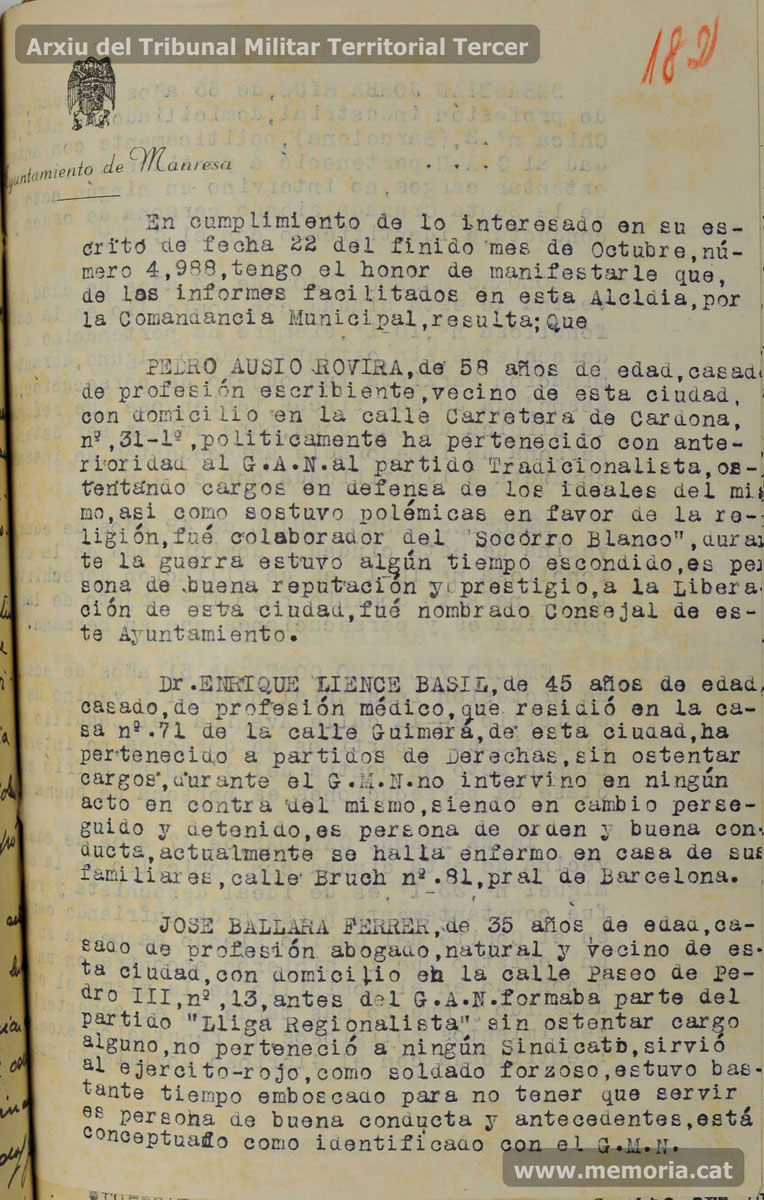 Arxiu del Tribunal Militar Territorial Tercer
182
Ayuntamiento de Manresa
En cumplimiento de lo interesado en su es-
crito de fecha 22 del finido mes de Octubre,nú-
mero 4,988,tengo el honor de manifestarle que,
de los informes facilitados en esta Alcldia,por
la Comandancia Municipal,resulta;Que
PEDRO AUSIO ROVIRA,de 58 años de edad,casad
de profesión escribiente,vecino de esta ciudad,
con domicilio en la calle Carretera de Cardona,
nº,31-1º,politicamente ha pertenecido con ante-
rioridad al G.A.N.al partido Tradicionalista,os-
tentando cargos en defensa de los ideales del mis
mo,asi como sostuvo polémicas en favor de la re-
ligión,fué colaborador del "Socorro Blanco",duran
te la guerra estuvo algún tiempo escondido,es per
sona de buena reputación y prestigio,a la Libera-
ción de esta ciudad,fué nombrado Consejal de es-
te Ayuntamiento.
Dr.ENRIQUE LIENCE BASIL,de 45 años de edad,
casado,de profesión médico,que residió en la ca-
sa nº.71 de la calle Guimerá,de esta ciudad,ha
pertenecido a partidos de Derechas,sin ostentar
cargos,durante el G.M.N.no intervino en ningún
acto en contra del mismo,siendo en cambio perse-
guido y detenido,es persona de orden y buena con-
ducta,actualmente se halla enfermo en casa de sus
familiares,calle Bruch nº.81,pral de Barcelona.
JOSE BALLARA FERRER,de 35 años de edad,ca-
sado de profesión abogado,natural y vecino de es-
ta ciudad,con domicilio en la calle Paseo de Pe-
dro III,nº,13,antes del G.A.N.formaba parte del
partido "Lliga Regionalista" sin ostentar cargo
alguno,no perteneció a ningún Sindicato,sirvió
al ejercito-rojo,como soldado forzoso,estuvo bas-
tante tiempo emboscado para no tener que servir
es persona de buena conducta y antecedentes,está
conceptuado como identificado con el G.M.N.
www.memoria.cat